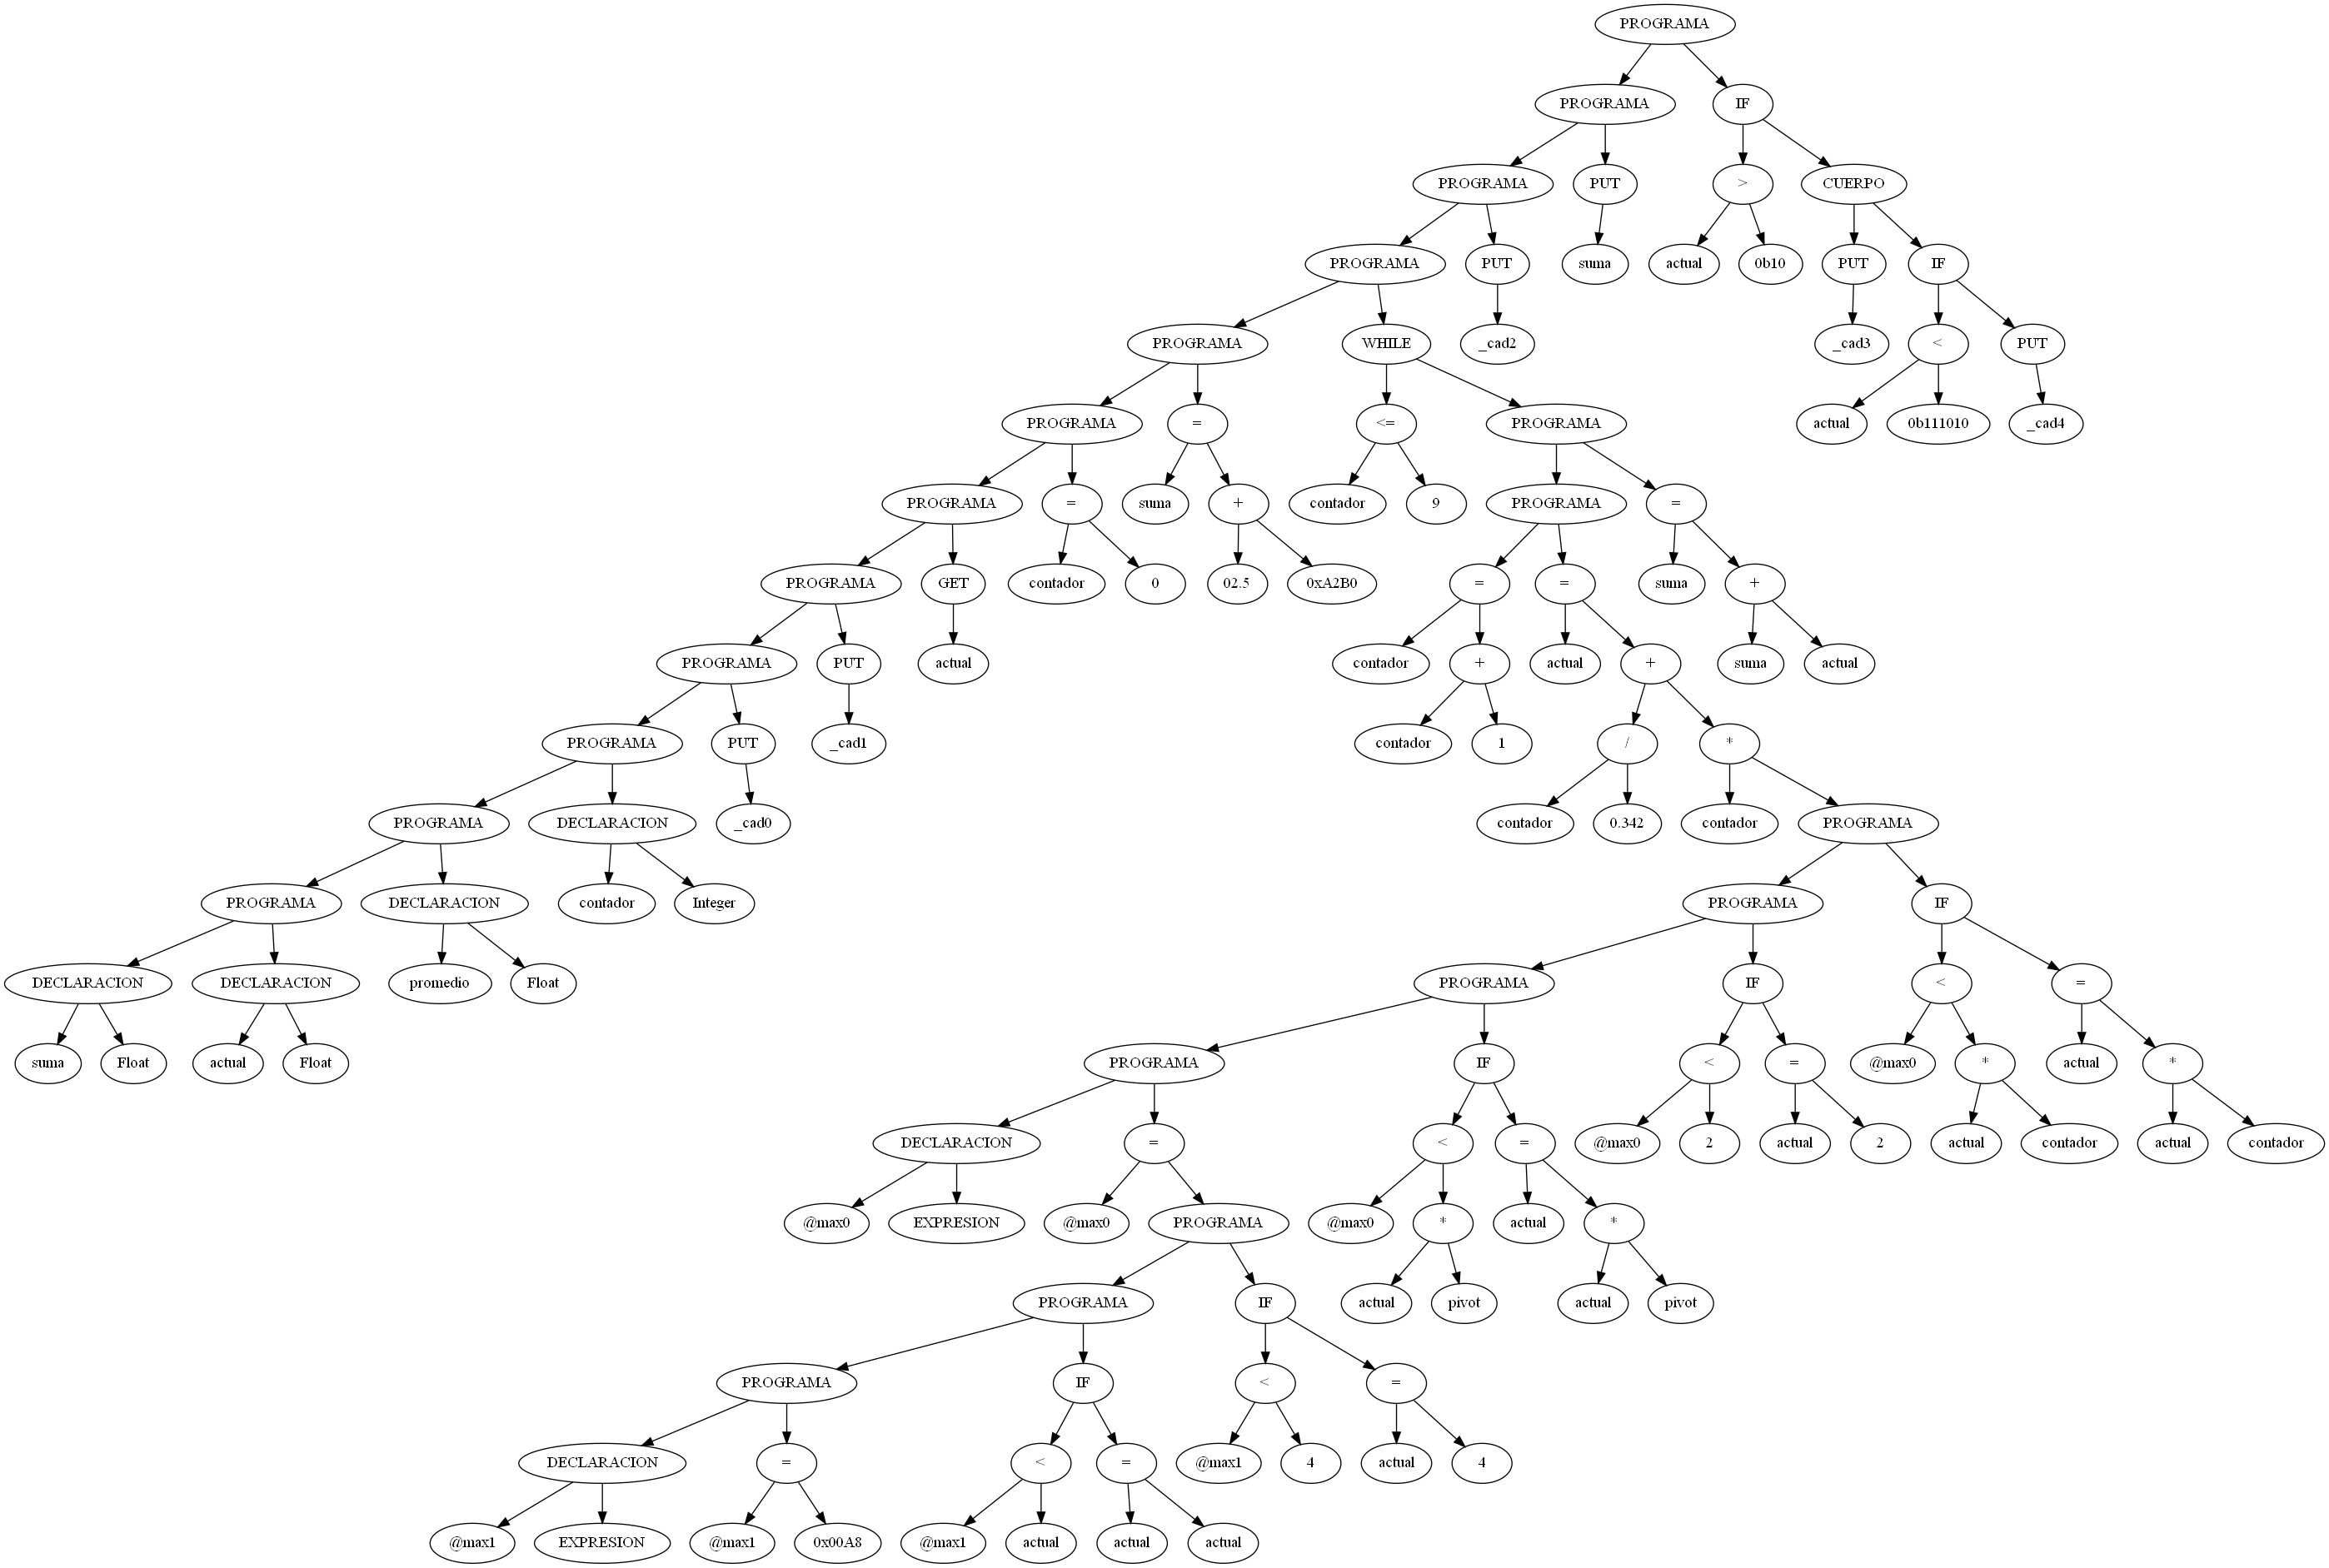 PROGRAMA
PROGRAMA IF
PROGRAMA PUT > CUERPO
PROGRAMA PUT suma actual 0b10 PUT IF
PROGRAMA WHILE _cad2 _cad3 < PUT
PROGRAMA = <= PROGRAMA actual 0b111010 _cad4
PROGRAMA = suma + contador 9 PROGRAMA =
PROGRAMA GET contador 0 02.5 0xA2B0 = = suma +
PROGRAMA PUT actual contador + actual + suma actual
PROGRAMA PUT _cad1 contador 1 / *
PROGRAMA DECLARACION _cad0 contador 0.342 contador PROGRAMA
PROGRAMA DECLARACION contador Integer PROGRAMA IF
DECLARACION DECLARACION promedio Float PROGRAMA IF < =
suma Float actual Float PROGRAMA IF < = @max0 * actual *
DECLARACION = < = @max0 2 actual 2 actual contador actual contador
@max0 EXPRESION @max0 PROGRAMA @max0 * actual *
PROGRAMA IF actual pivot actual pivot
PROGRAMA IF < =
DECLARACION = < = @max1 4 actual 4
@max1 EXPRESION @max1 0x00A8 @max1 actual actual actual